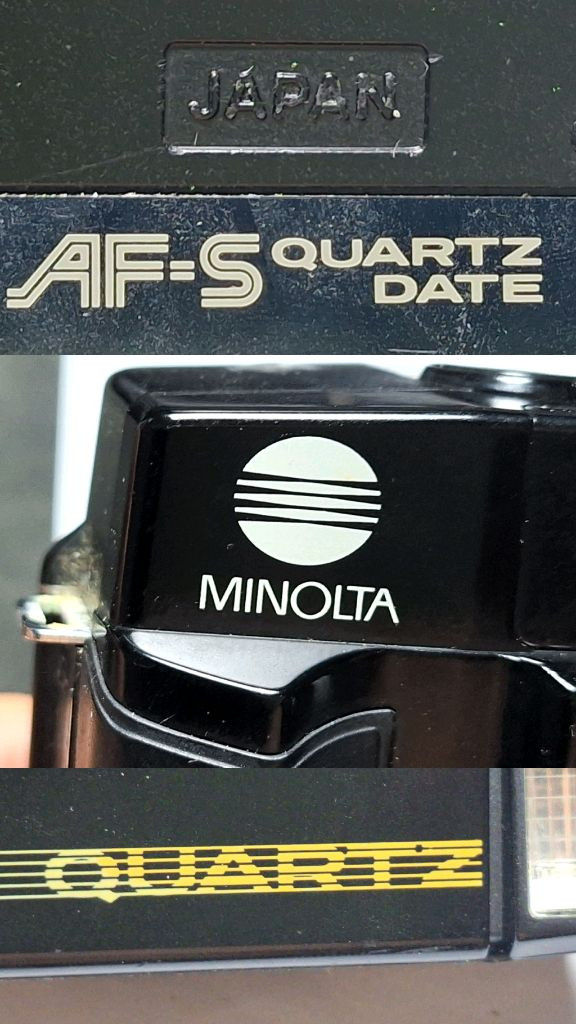 JAPAN
AF-S QUARTZ
DATE
MINOLTA
QUARTZ